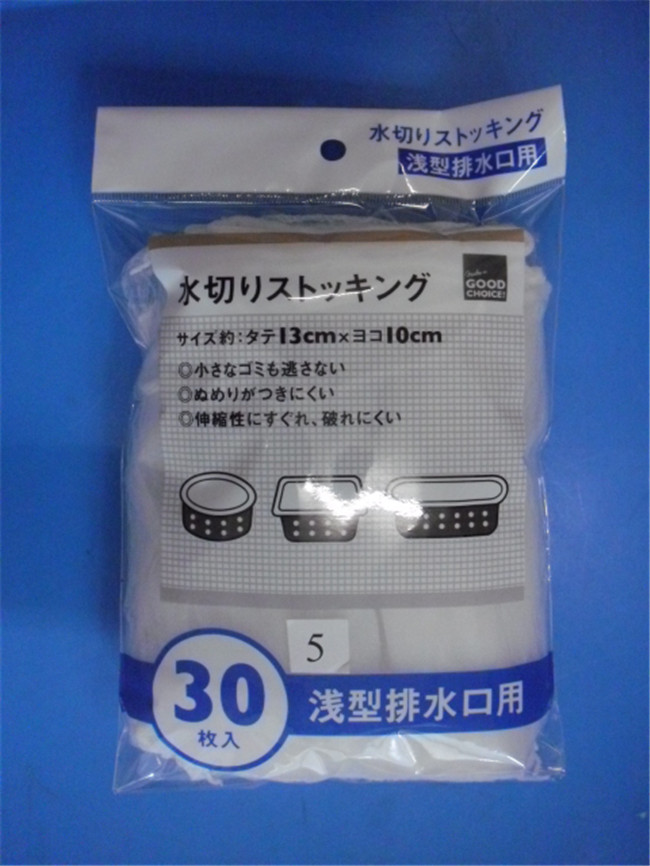 水切りストッキング
浅型排水口用
水切りストッキング
GOOD
CHOICE!
サイズ約:タテ13cm×ヨコ10cm
◎小さなゴミも逃さない
◎ぬめりがつきにくい
◎伸縮性にすぐれ、破れにくい
5
30
枚入
浅型排水口用